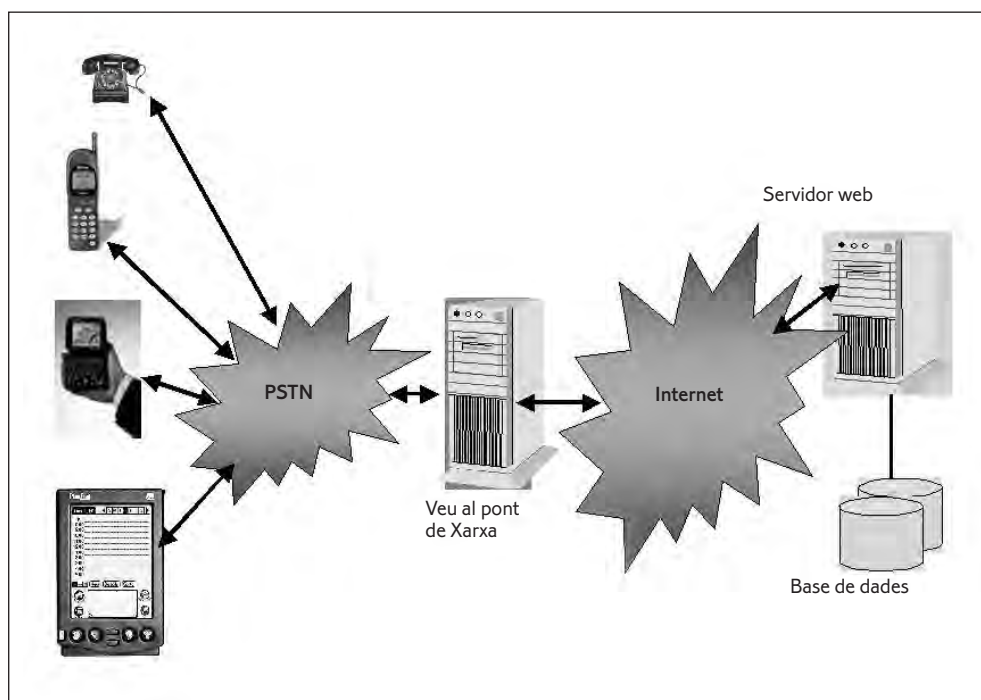 Servidor web
PSTN
Internet
Veu al pont
de Xarxa
Base de dades